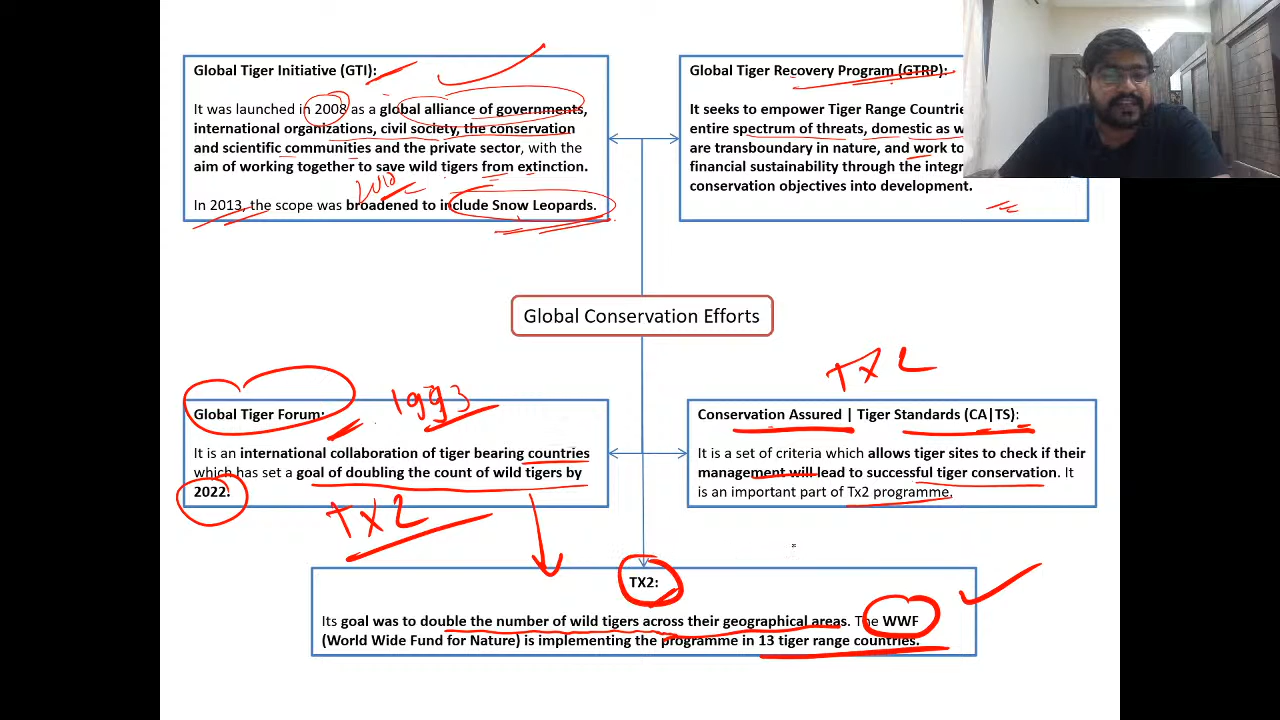 Global Tiger Initiative (GTI):
It was launched in 2008 as a global alliance of governments,
international organizations, civil society, the conservation
and scientific communities and the private sector, with the
aim of working together to save wild tigers from extinction.
In 2013, the scope was broadened to include Snow Leopards.
Global Tiger Recovery Program (GTRP):
It seeks to empower Tiger Range Countrie
entire spectrum of threats, domestic as w
are transboundary in nature, and work to
financial sustainability through the integr
conservation objectives into development.
Global Conservation Efforts
TX2
Global Tiger Forum:
1993
It is an international collaboration of tiger bearing countries
which has set a goal of doubling the count of wild tigers by
2022.
TX2
Conservation Assured | Tiger Standards (CA|TS):
It is a set of criteria which allows tiger sites to check if their
management will lead to successful tiger conservation. It
is an important part of Tx2 programme.
TX2:
Its goal was to double the number of wild tigers across their geographical areas. The WWF
(World Wide Fund for Nature) is implementing the programme in 13 tiger range countries.